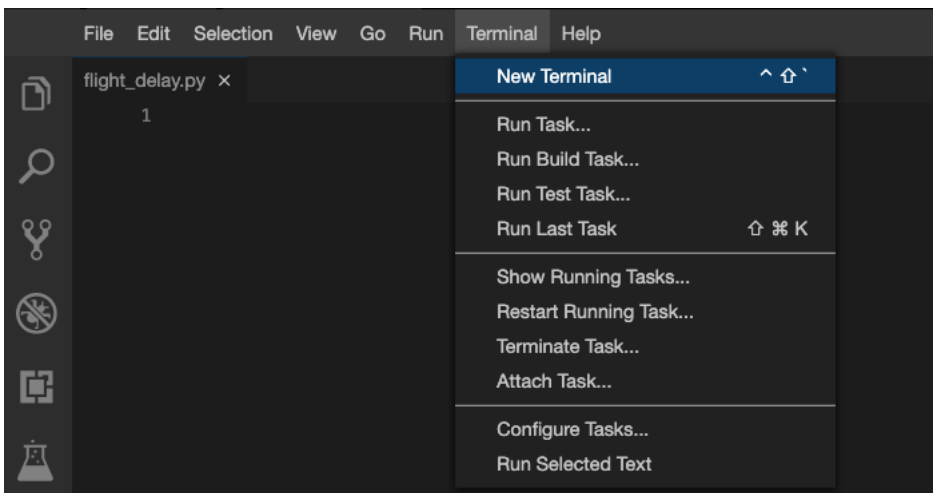 File Edit Selection View Go Run Terminal Help
flight_delay.py ×
1
New Terminal ^ ⇧ `
Run Task...
Run Build Task...
Run Test Task...
Run Last Task ⇧ ⌘ K
Show Running Tasks...
Restart Running Task...
Terminate Task...
Attach Task...
Configure Tasks...
Run Selected Text